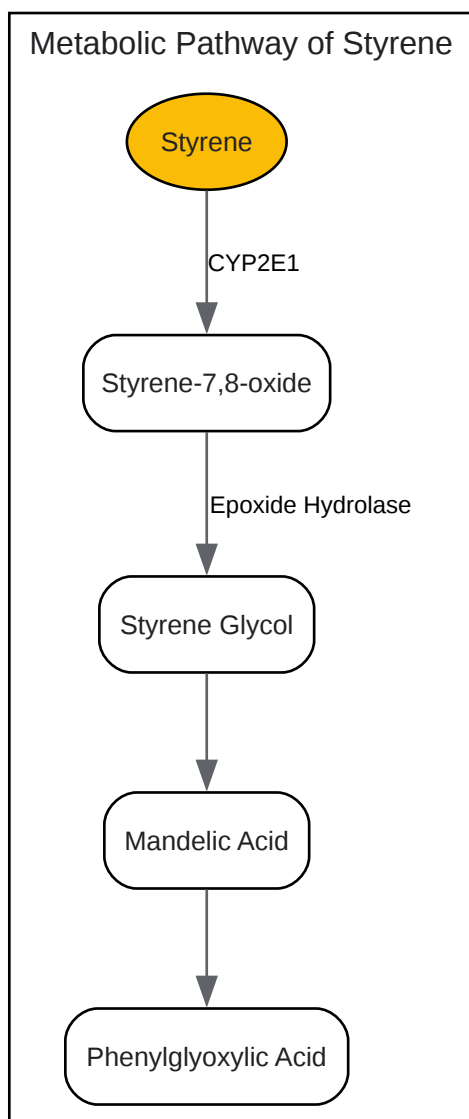 Metabolic Pathway of Styrene
Styrene
CYP2E1
Styrene-7,8-oxide
Epoxide Hydrolase
Styrene Glycol
Mandelic Acid
Phenylglyoxylic Acid